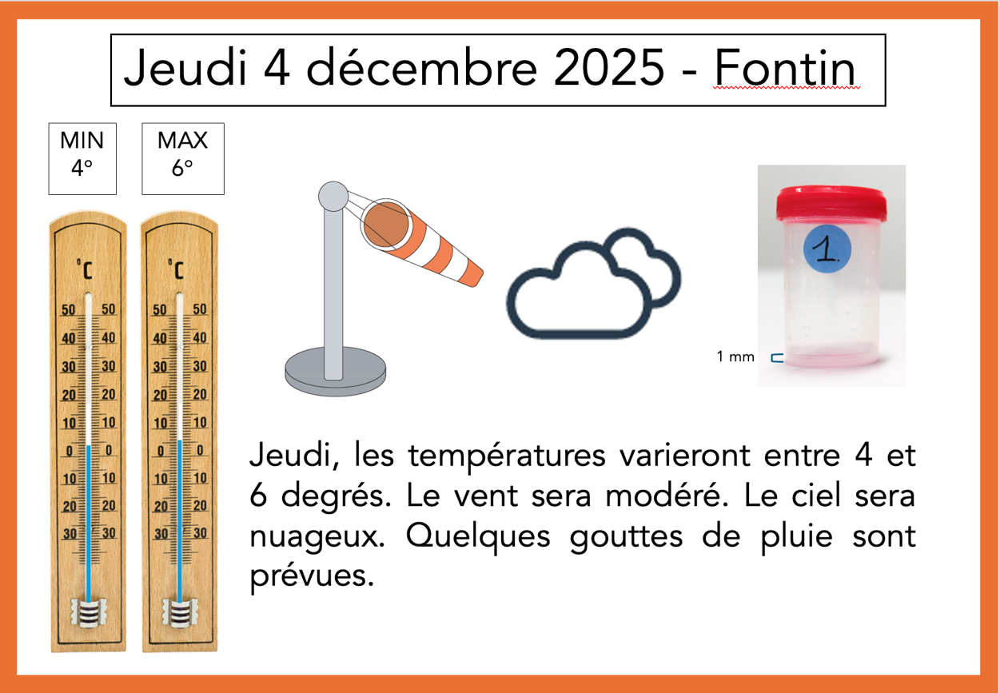 Jeudi 4 décembre 2025 - Fontin
MIN
4°
MAX
6°
°C
50 50
40 40
30 30
20 20
10 10
0 0
10 10
20 20
30 30
°C
50 50
40 40
30 30
20 20
10 10
0 0
10 10
20 20
30 30
1.
1 mm
Jeudi, les températures varieront entre 4 et
6 degrés. Le vent sera modéré. Le ciel sera
nuageux. Quelques gouttes de pluie sont
prévues.